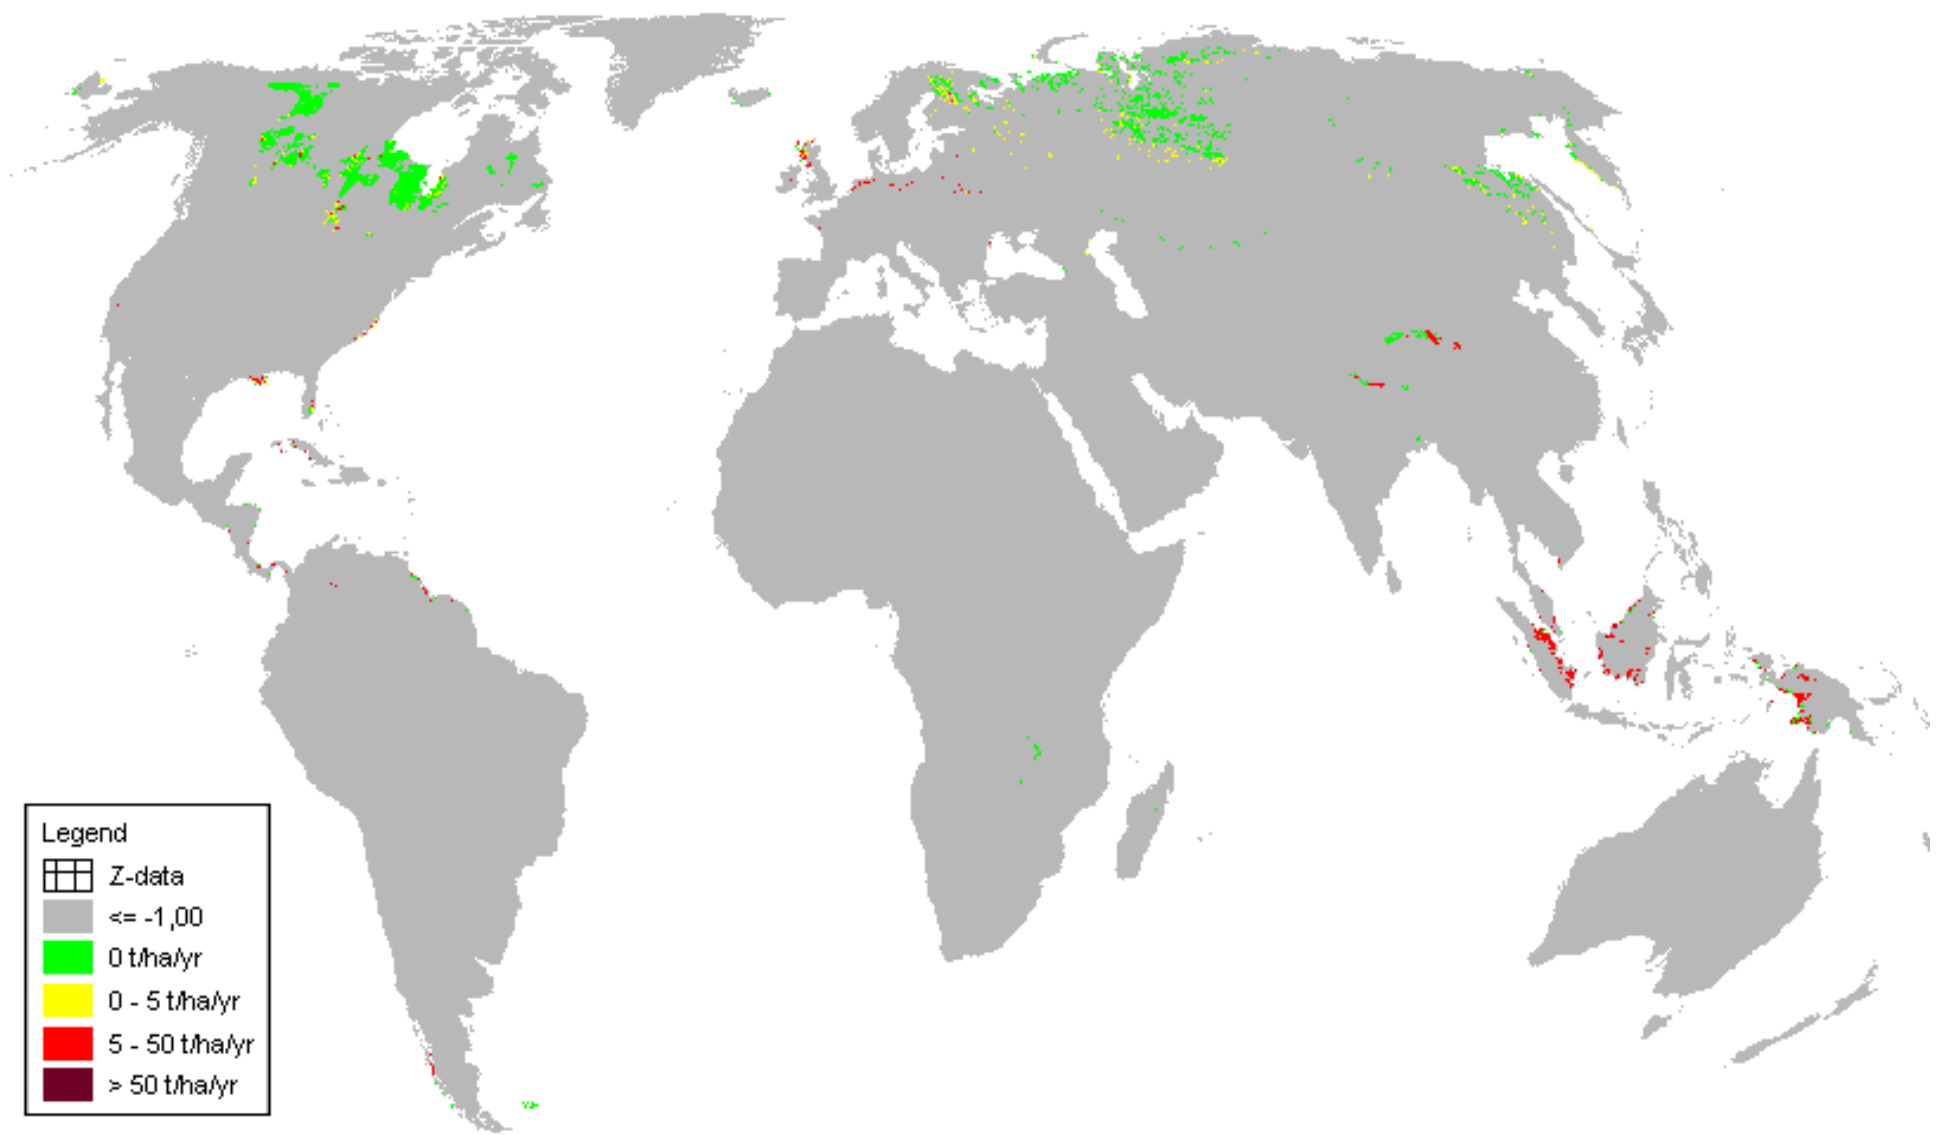 Legend
Z-data
<= -1,00
0 t/ha/yr
0 - 5 t/ha/yr
5 - 50 t/ha/yr
> 50 t/ha/yr